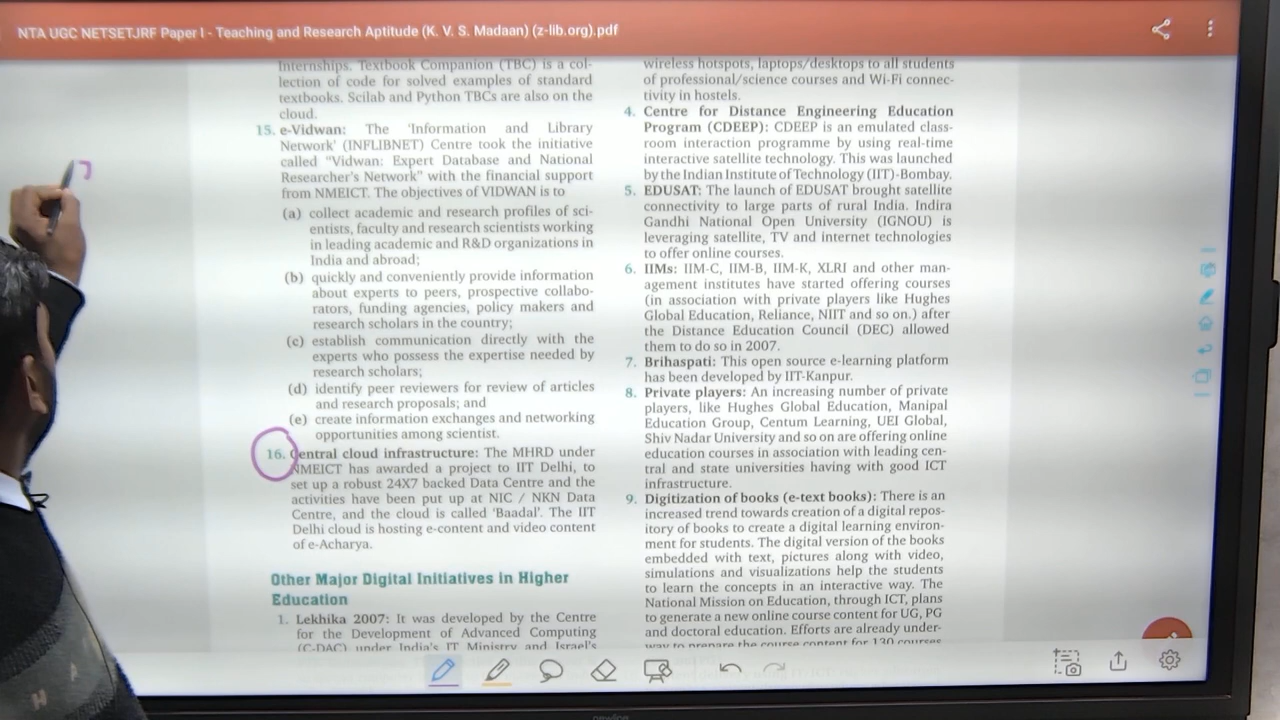 NTA UGC NETSETJRF Paper I - Teaching and Research Aptitude (K. V. S. Madaan) (z-lib.org).pdf
Internships. Textbook Companion (TBC) is a col-
lection of code for solved examples of standard
textbooks. Scilab and Python TBCs are also on the
cloud.
15. e-Vidwan: The 'Information and Library
Network' (INFLIBNET) Centre took the initiative
called "Vidwan: Expert Database and National
Researcher's Network" with the financial support
from NMEICT. The objectives of VIDWAN is to
(a) collect academic and research profiles of sci-
entists, faculty and research scientists working
in leading academic and R&D organizations in
India and abroad;
(b) quickly and conveniently provide information
about experts to peers, prospective collabo-
rators, funding agencies, policy makers and
research scholars in the country;
(c) establish communication directly with the
experts who possess the expertise needed by
research scholars;
(d) identify peer reviewers for review of articles
and research proposals; and
(e) create information exchanges and networking
opportunities among scientist.
16. Central cloud infrastructure: The MHRD under
NMEICT has awarded a project to IIT Delhi, to
set up a robust 24X7 backed Data Centre and the
activities have been put up at NIC / NKN Data
Centre, and the cloud is called 'Baadal'. The IIT
Delhi cloud is hosting e-content and video content
of e-Acharya.
Other Major Digital Initiatives in Higher
Education
1. Lekhika 2007: It was developed by the Centre
for the Development of Advanced Computing
(C-DAC) under India's IT Ministry and Israel's
wireless hotspots, laptops/desktops to all students
of professional/science courses and Wi-Fi connec-
tivity in hostels.
4. Centre for Distance Engineering Education
Program (CDEEP): CDEEP is an emulated class-
room interaction programme by using real-time
interactive satellite technology. This was launched
by the Indian Institute of Technology (IIT)-Bombay.
5. EDUSAT: The launch of EDUSAT brought satellite
connectivity to large parts of rural India. Indira
Gandhi National Open University (IGNOU) is
leveraging satellite, TV and internet technologies
to offer online courses.
6. IIMs: IIM-C, IIM-B, IIM-K, XLRI and other man-
agement institutes have started offering courses
(in association with private players like Hughes
Global Education, Reliance, NIIT and so on.) after
the Distance Education Council (DEC) allowed
them to do so in 2007.
7. Brihaspati: This open source e-learning platform
has been developed by IIT-Kanpur.
8. Private players: An increasing number of private
players, like Hughes Global Education, Manipal
Education Group, Centum Learning, UEI Global,
Shiv Nadar University and so on are offering online
education courses in association with leading cen-
tral and state universities having with good ICT
infrastructure.
9. Digitization of books (e-text books): There is an
increased trend towards creation of a digital repos-
itory of books to create a digital learning environ-
ment for students. The digital version of the books
embedded with text, pictures along with video,
simulations and visualizations help the students
to learn the concepts in an interactive way. The
National Mission on Education, through ICT, plans
to generate a new online course content for UG, PG
and doctoral education. Efforts are already under-
way to prepare the course content for 130 courses